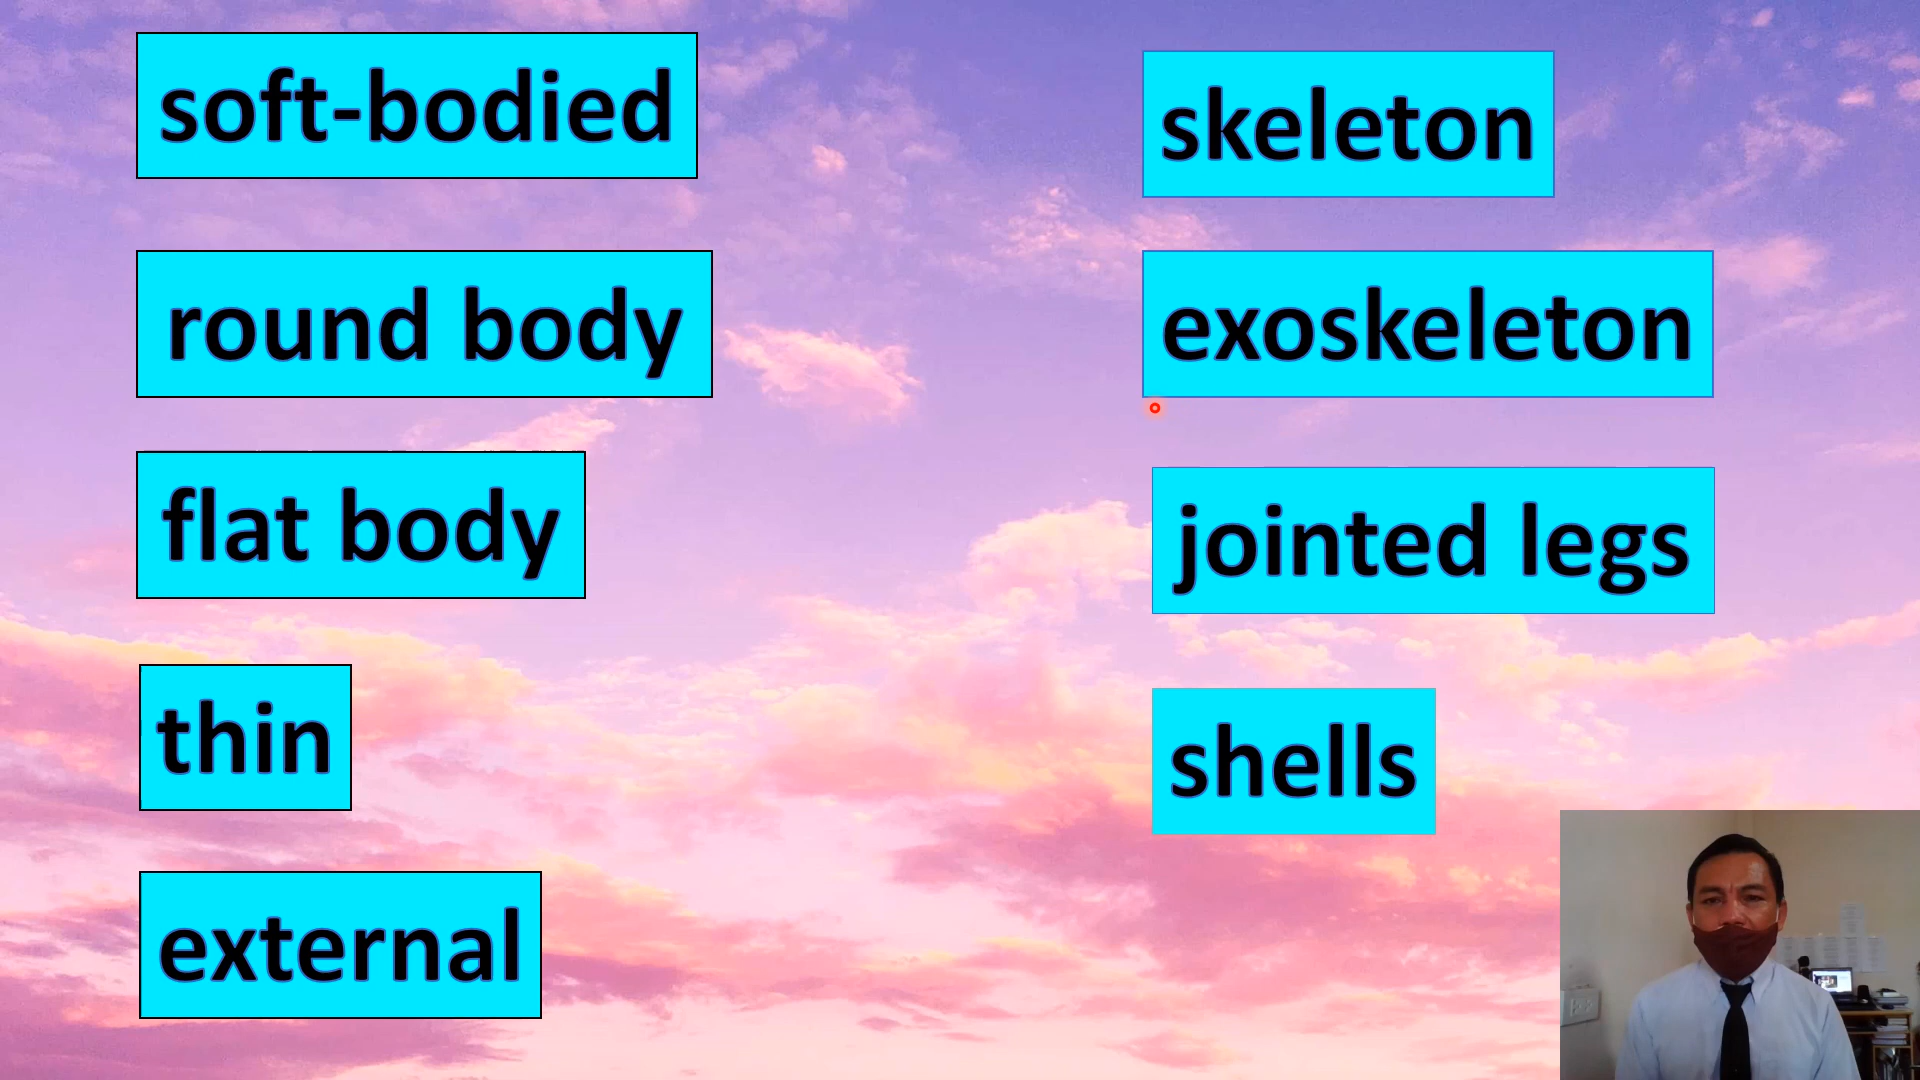 soft-bodied
round body
flat body
thin
external
skeleton
exoskeleton
jointed legs
shells